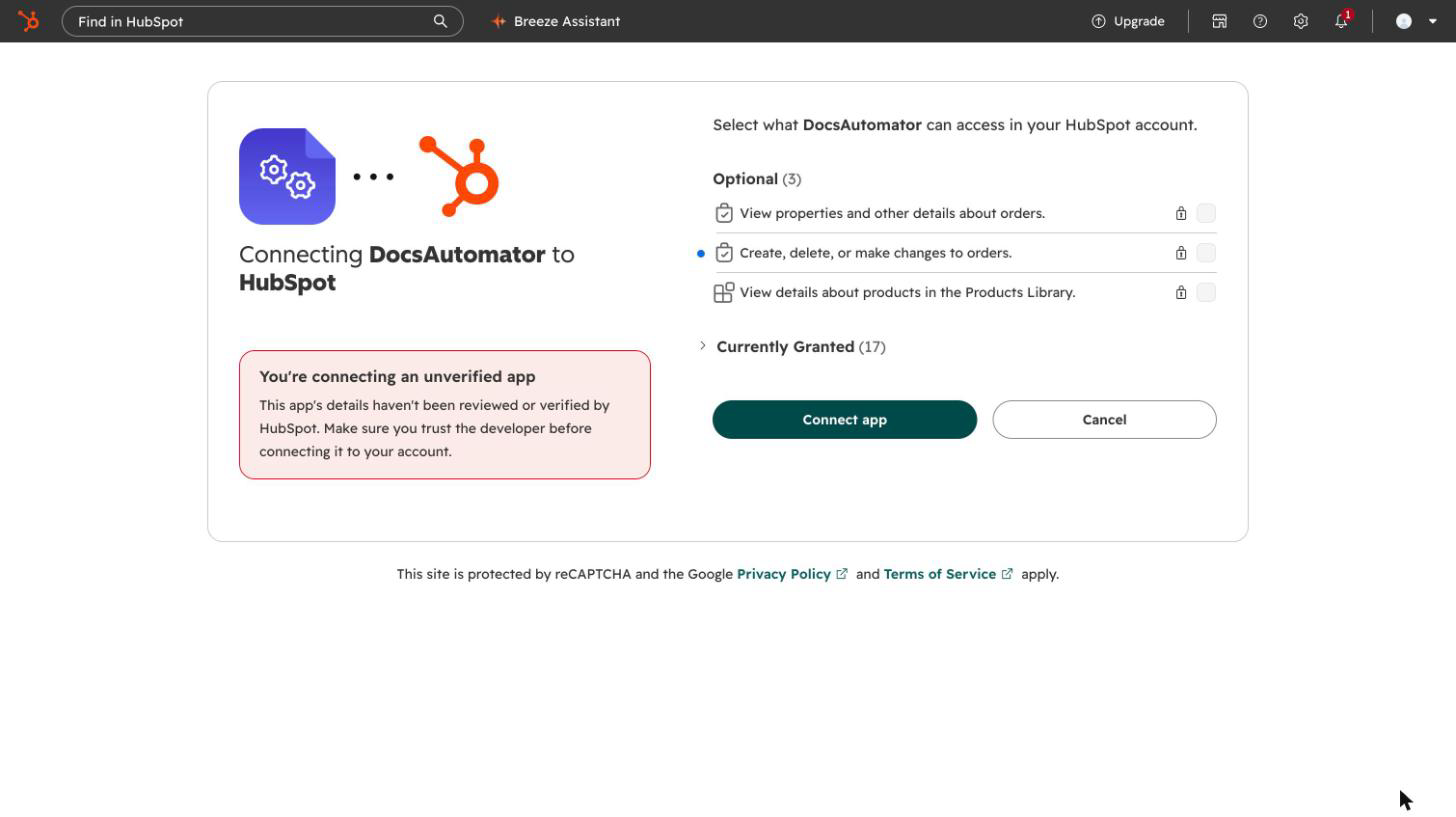 Find in HubSpot
Breeze Assistant
Upgrade
1
Connecting DocsAutomator to
HubSpot
You're connecting an unverified app
This app's details haven't been reviewed or verified by
HubSpot. Make sure you trust the developer before
connecting it to your account.
Select what DocsAutomator can access in your HubSpot account.
Optional (3)
View properties and other details about orders.
Create, delete, or make changes to orders.
View details about products in the Products Library.
Currently Granted (17)
Connect app
Cancel
This site is protected by reCAPTCHA and the Google Privacy Policy and Terms of Service apply.